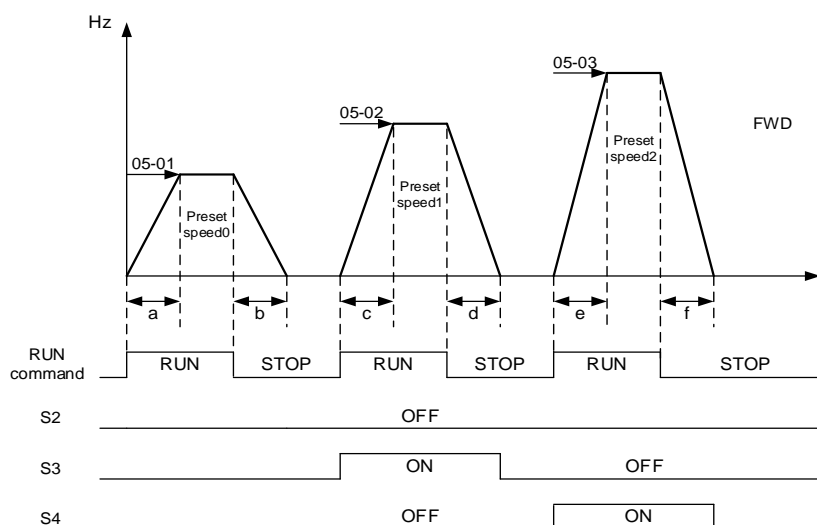 Hz
05-03
05-02
FWD
Preset
speed2
05-01
Preset
speed1
Preset
speed0
a b c d e f
RUN
command
RUN STOP RUN STOP RUN STOP
S2 OFF
S3 ON OFF
S4 OFF ON